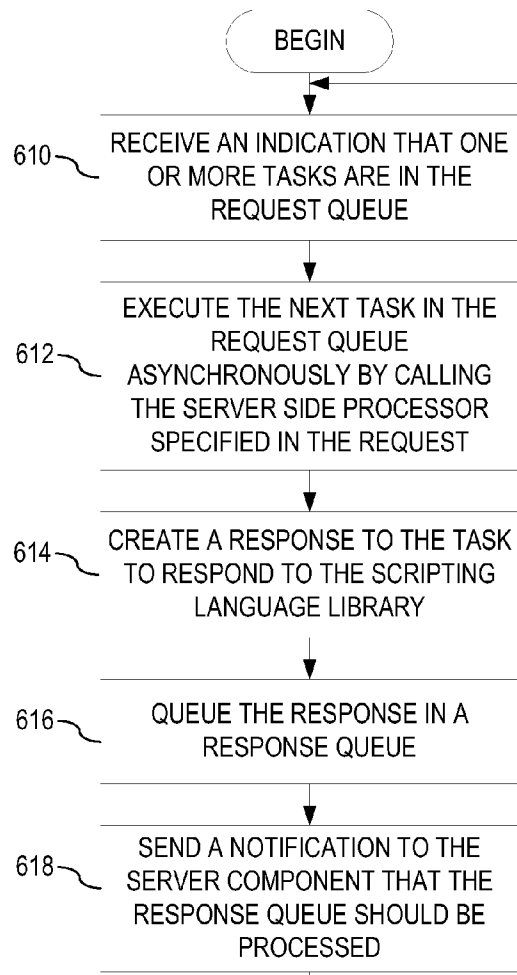 BEGIN
610
RECEIVE AN INDICATION THAT ONE
OR MORE TASKS ARE IN THE
REQUEST QUEUE
612
EXECUTE THE NEXT TASK IN THE
REQUEST QUEUE
ASYNCHRONOUSLY BY CALLING
THE SERVER SIDE PROCESSOR
SPECIFIED IN THE REQUEST
614
CREATE A RESPONSE TO THE TASK
TO RESPOND TO THE SCRIPTING
LANGUAGE LIBRARY
616
QUEUE THE RESPONSE IN A
RESPONSE QUEUE
618
SEND A NOTIFICATION TO THE
SERVER COMPONENT THAT THE
RESPONSE QUEUE SHOULD BE
PROCESSED